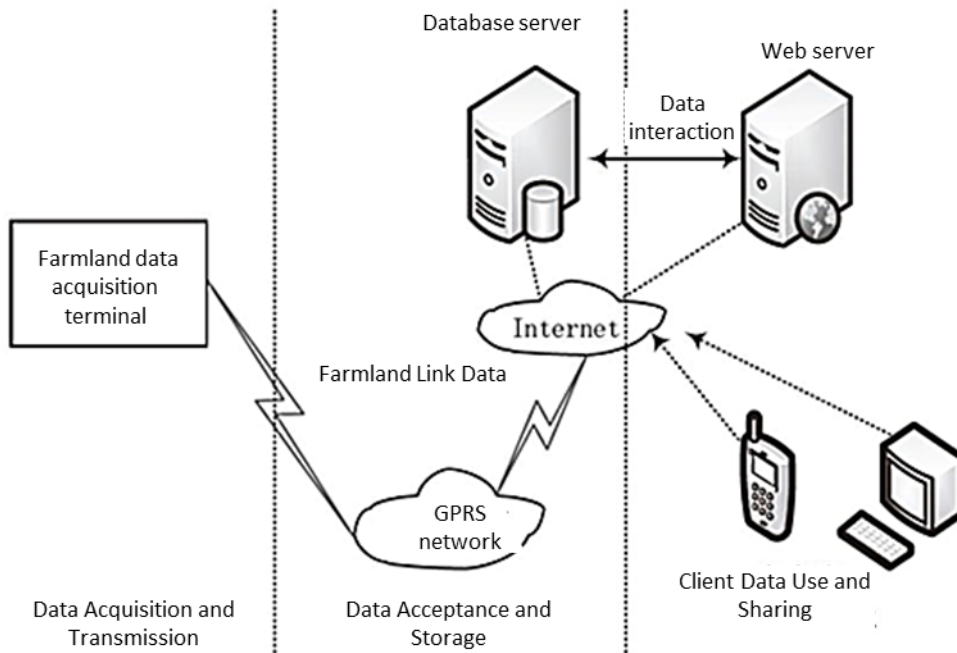 Database server
Web server
Data
interaction
Farmland data
acquisition
terminal
Internet
Farmland Link Data
GPRS
network
Client Data Use and
Sharing
Data Acquisition and
Transmission
Data Acceptance and
Storage